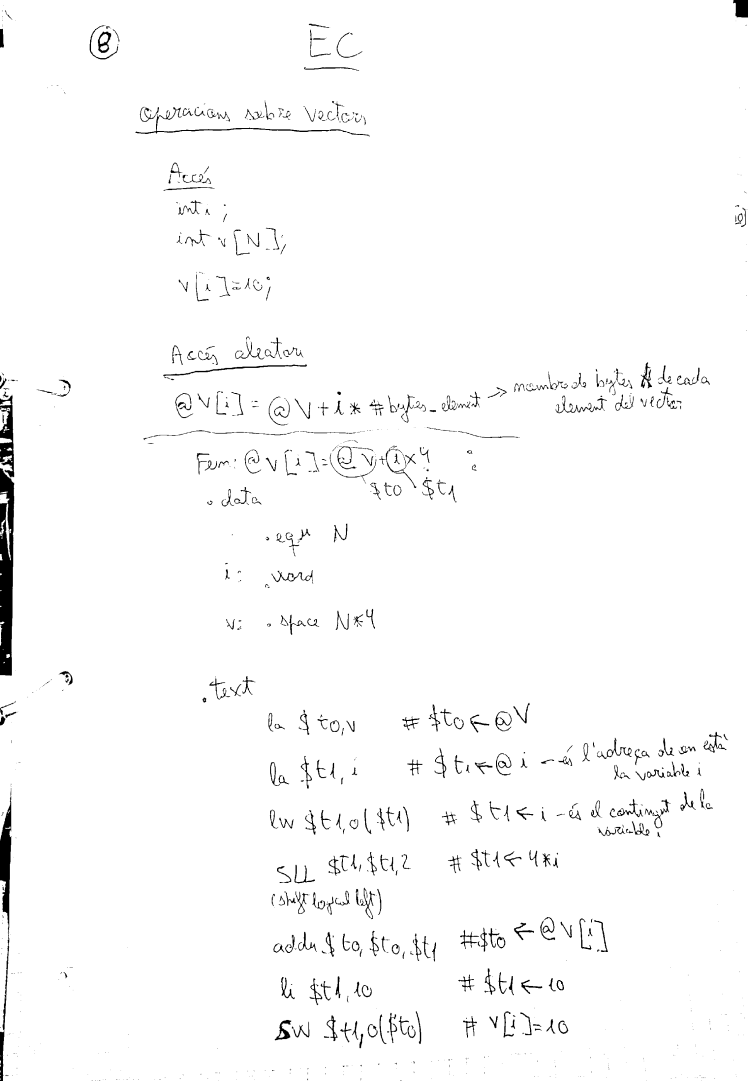 8
EC
Operacions sobre Vectors
Accés
int i;
int v[N];
v[i]=10;
Accés aleatori
@V[i] = @V + i * #bytes_element → nombre de bytes de cada
element del vector
Fem: @v[i]=@v+i×4 :
$t0 $t1
.data
.equ N
i: .word
v: .space N*4
.text
la $t0,v # $t0 ← @V
la $t1, i # $t1 ← @i - és l'adreça de on està
la variable i
lw $t1,0($t1) # $t1 ← i - és el contingut de la
variable i
SLL $t1,$t1,2 # $t1 ← 4*i
(shift logical left)
addu $t0,$t0,$t1 #$t0 ← @v[i]
li $t1,10 # $t1 ← 10
SW $t1,0($t0) # v[i]=10